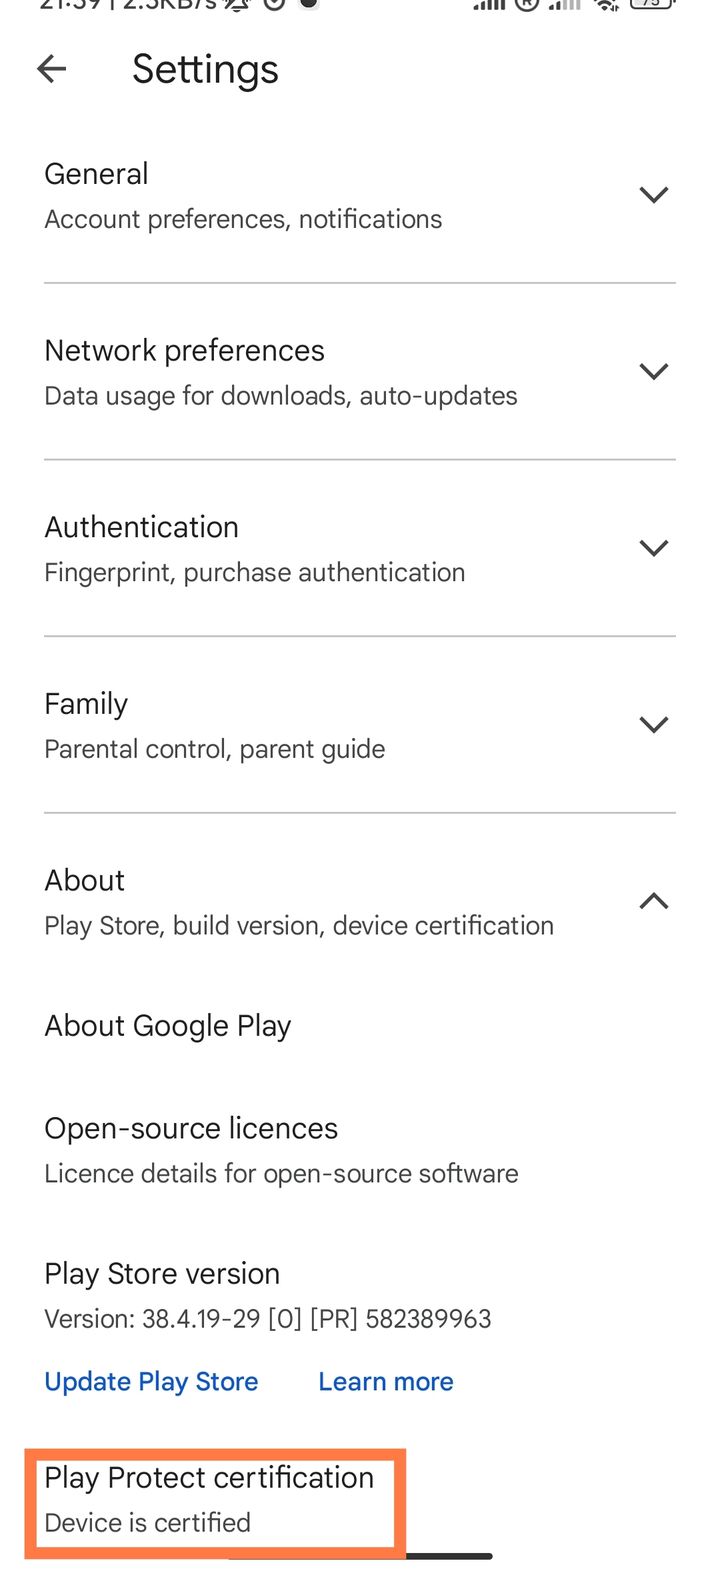 21:39 | 2.3KB/s
75
Settings
General
Account preferences, notifications
Network preferences
Data usage for downloads, auto-updates
Authentication
Fingerprint, purchase authentication
Family
Parental control, parent guide
About
Play Store, build version, device certification
About Google Play
Open-source licences
Licence details for open-source software
Play Store version
Version: 38.4.19-29 [0] [PR] 582389963
Update Play Store Learn more
Play Protect certification
Device is certified